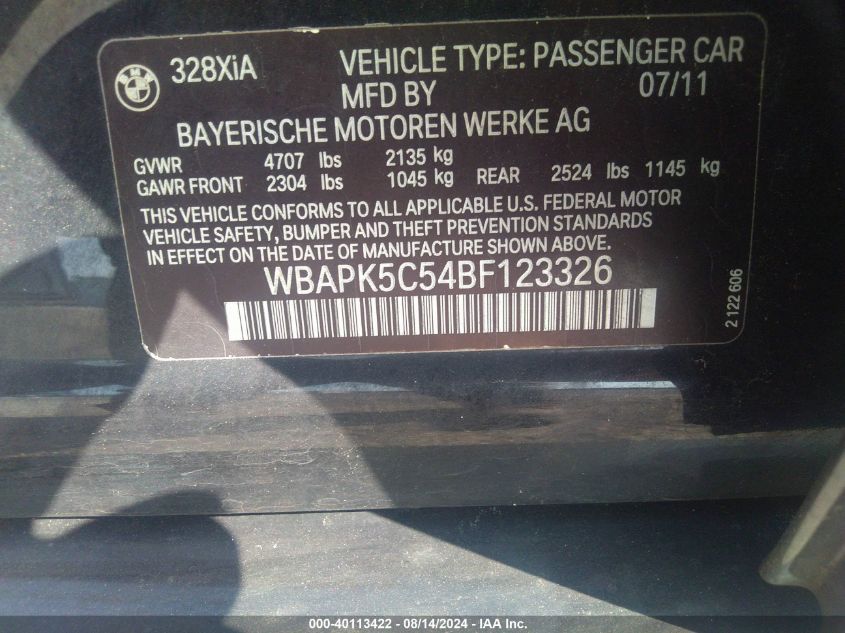 BMW
328XiA VEHICLE TYPE: PASSENGER CAR
MFD BY 07/11
BAYERISCHE MOTOREN WERKE AG
GVWR 4707 lbs 2135 kg
GAWR FRONT 2304 lbs 1045 kg REAR 2524 lbs 1145 kg
THIS VEHICLE CONFORMS TO ALL APPLICABLE U.S. FEDERAL MOTOR
VEHICLE SAFETY, BUMPER AND THEFT PREVENTION STANDARDS
IN EFFECT ON THE DATE OF MANUFACTURE SHOWN ABOVE.
WBAPK5C54BF123326
2 122 606
000-40113422 - 08/14/2024 - IAA Inc.